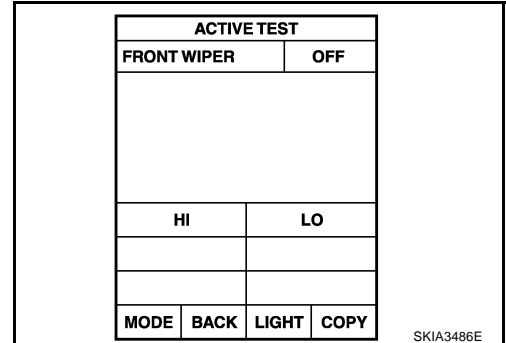 ACTIVE TEST
FRONT WIPER OFF
HI LO
MODE BACK LIGHT COPY
SKIA3486E